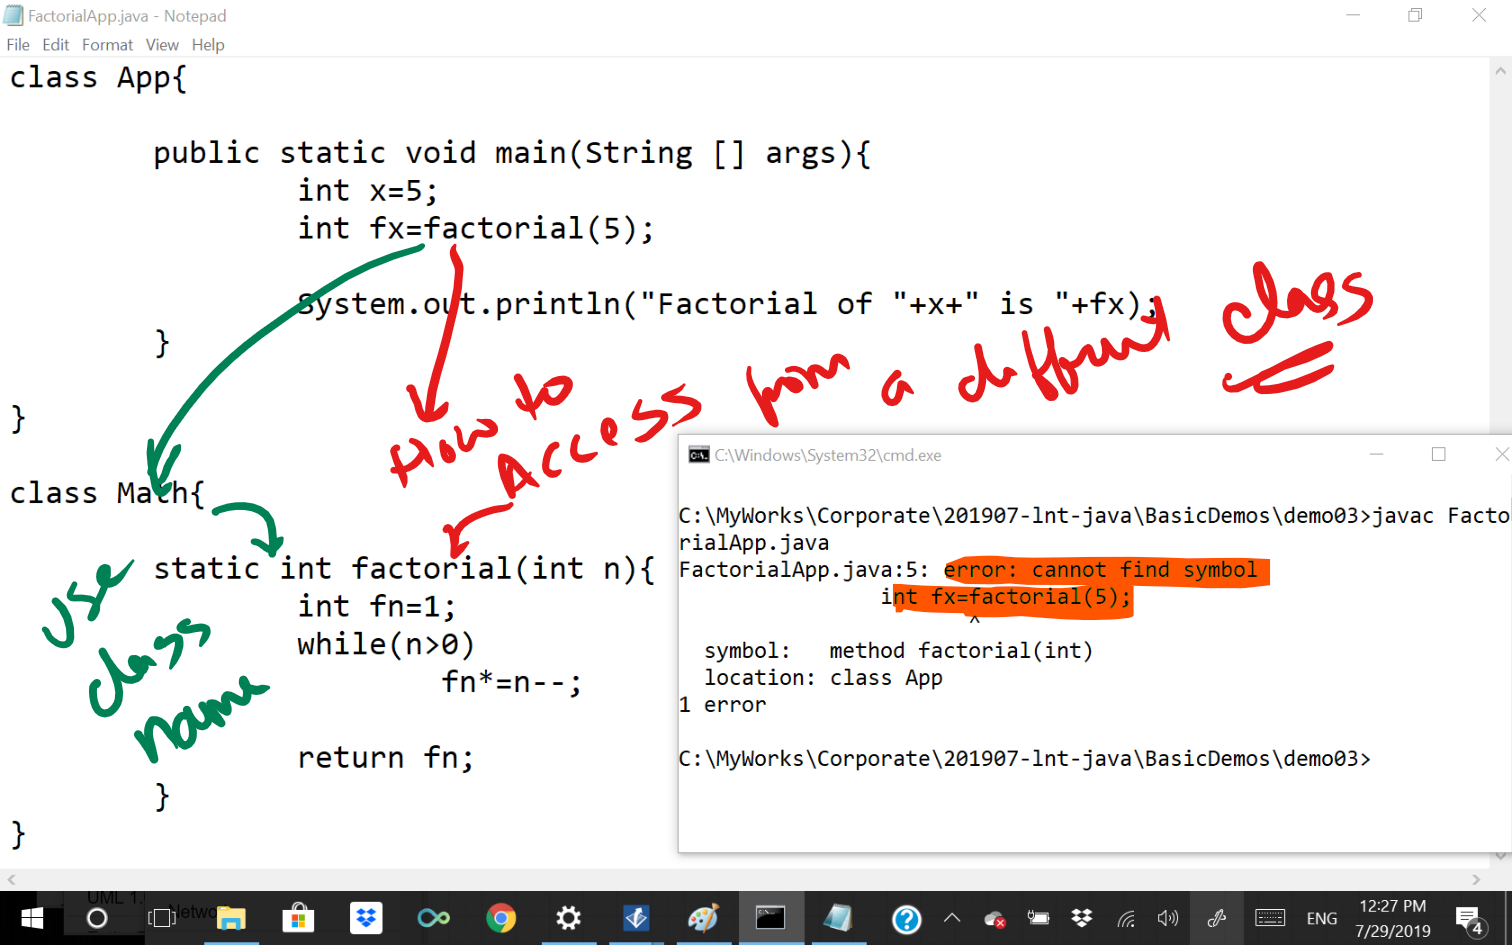 FactorialApp.java - Notepad
File Edit Format View Help
class App{
public static void main(String [] args){
int x=5;
int fx=factorial(5);
System.out.println("Factorial of "+x+" is "+fx);
}
}
How to
Access from a different class
class Math{
static int factorial(int n){
int fn=1;
while(n>0)
fn*=n--;
return fn;
}
}
use
class
name
C:\Windows\System32\cmd.exe
C:\MyWorks\Corporate\201907-lnt-java\BasicDemos\demo03>javac Facto
rialApp.java
FactorialApp.java:5: error: cannot find symbol
int fx=factorial(5);
^
symbol: method factorial(int)
location: class App
1 error
C:\MyWorks\Corporate\201907-lnt-java\BasicDemos\demo03>
ENG
12:27 PM
7/29/2019
4